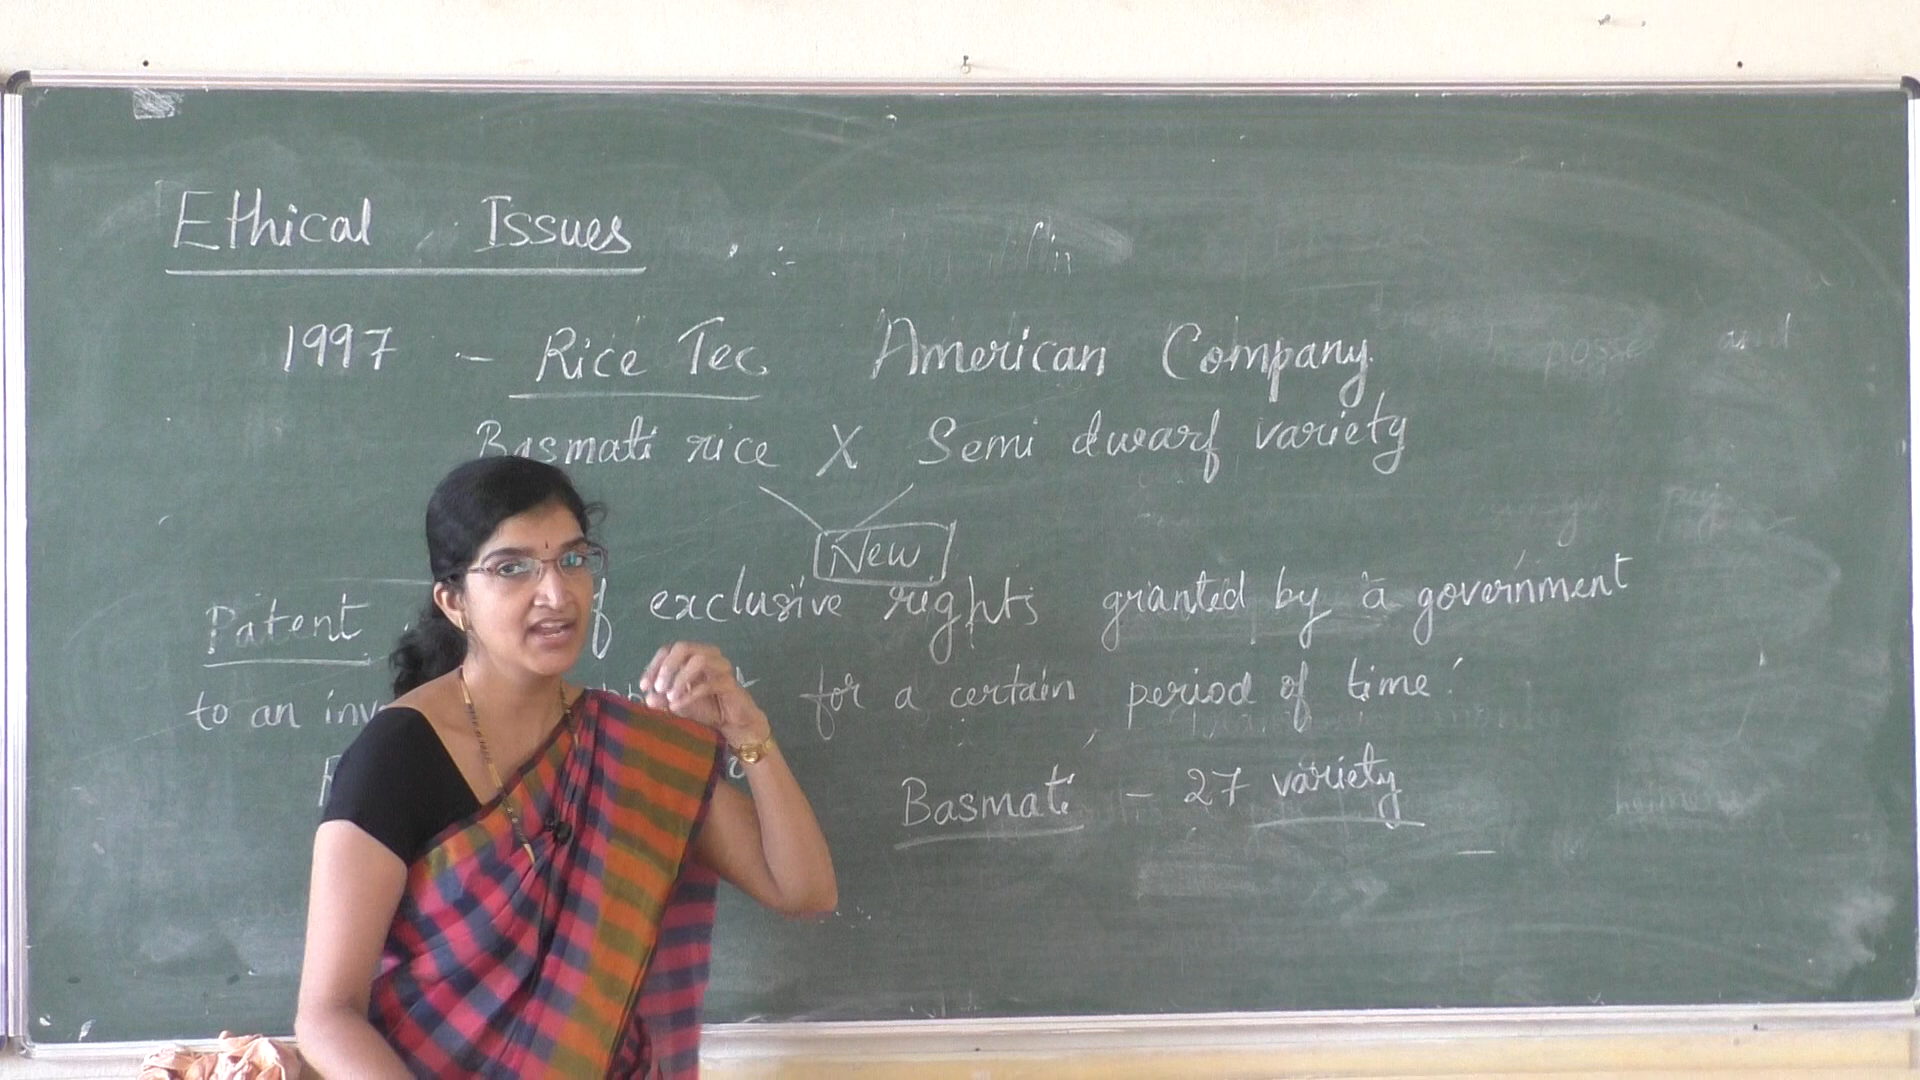 Ethical Issues
1997 - Rice Tec American Company.
Basmati rice X Semi dwarf variety
New
Patent exclusive rights granted by a government
to an for a certain period of time.
Basmati - 27 variety